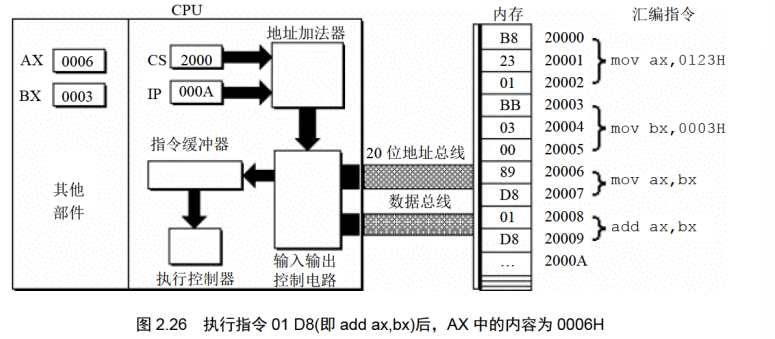 CPU
内存
汇编指令
地址加法器
AX 0006
BX 0003
CS 2000
IP 000A
指令缓冲器
20 位地址总线
数据总线
其他
部件
执行控制器
输入输出
控制电路
B8 20000
23 20001 mov ax,0123H
01 20002
BB 20003
03 20004 mov bx,0003H
00 20005
89 20006
mov ax,bx
D8 20007
01 20008
add ax,bx
D8 20009
… 2000A
图 2.26 执行指令 01 D8(即 add ax,bx)后，AX 中的内容为 0006H